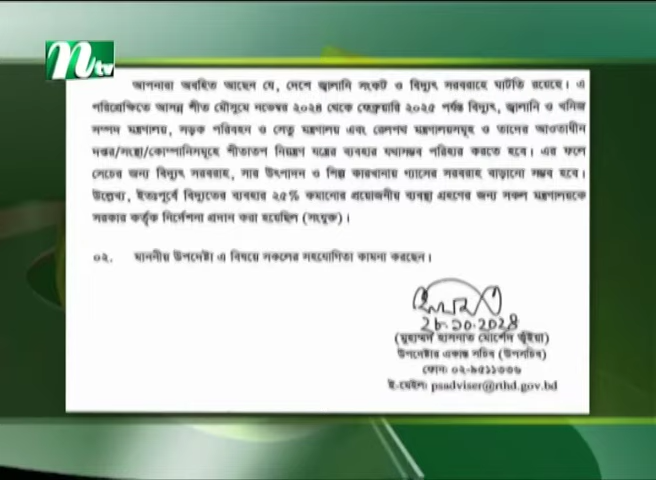 ntv
আপনারা অবহিত আছেন যে, দেশে জ্বালানি সংকট ও বিদ্যুৎ সরবরাহে ঘাটতি রয়েছে। এ
পরিপ্রেক্ষিতে আসন্ন শীত মৌসুমে নভেম্বর ২০২৪ থেকে ফেব্রুয়ারি ২০২৫ পর্যন্ত বিদ্যুৎ, জ্বালানি ও খনিজ
সম্পদ মন্ত্রণালয়, সড়ক পরিবহন ও সেতু মন্ত্রণালয় এবং রেলপথ মন্ত্রণালয়সমূহ ও তাদের আওতাধীন
দপ্তর/সংস্থা/কোম্পানিসমূহে শীতাতপ নিয়ন্ত্রণ যন্ত্রের ব্যবহার যথাসম্ভব পরিহার করতে হবে। এর ফলে
সেচের জন্য বিদ্যুৎ সরবরাহ, সার উৎপাদন ও শিল্প কারখানায় গ্যাসের সরবরাহ বাড়ানো সম্ভব হবে।
উল্লেখ্য, ইতঃপূর্বে বিদ্যুতের ব্যবহার ২৫% কমানোর প্রয়োজনীয় ব্যবস্থা গ্রহণের জন্য সকল মন্ত্রণালয়কে
সরকার কর্তৃক নির্দেশনা প্রদান করা হয়েছিল (সংযুক্ত)।
০২. মাননীয় উপদেষ্টা এ বিষয়ে সকলের সহযোগিতা কামনা করছেন।
২৮.১০.২০২৪
(মুহাম্মদ হাসনাত মোর্শেদ ভূঁইয়া)
উপদেষ্টার একান্ত সচিব (উপসচিব)
ফোন: ০২-৯৫১১০৩৬
ই-মেইল: psadviser@rthd.gov.bd